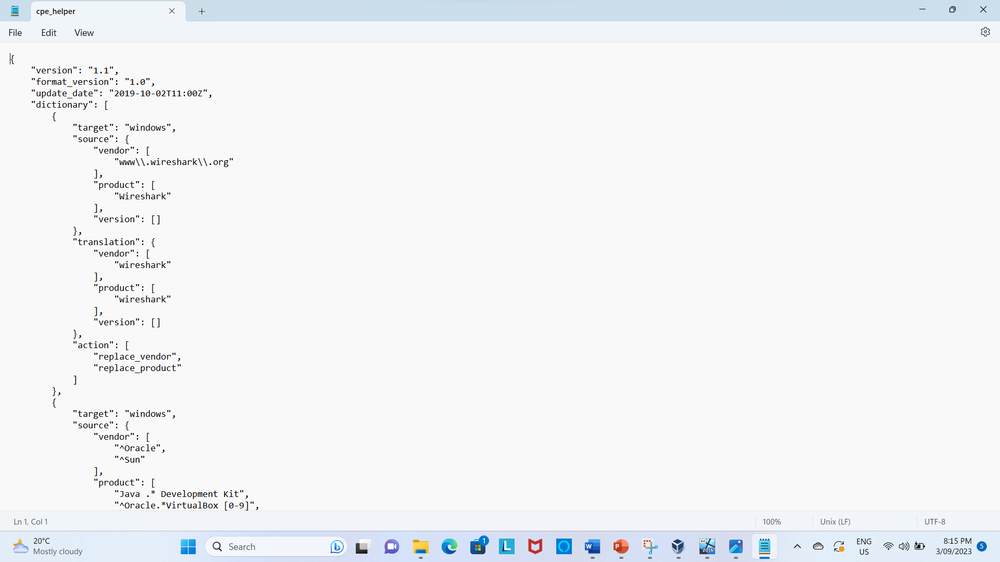 cpe_helper
File Edit View
{
    "version": "1.1",
    "format_version": "1.0",
    "update_date": "2019-10-02T11:00Z",
    "dictionary": [
        {
            "target": "windows",
            "source": {
                "vendor": [
                    "www\\.wireshark\\.org"
                ],
                "product": [
                    "Wireshark"
                ],
                "version": []
            },
            "translation": {
                "vendor": [
                    "wireshark"
                ],
                "product": [
                    "wireshark"
                ],
                "version": []
            },
            "action": [
                "replace_vendor",
                "replace_product"
            ]
        },
        {
            "target": "windows",
            "source": {
                "vendor": [
                    "^Oracle",
                    "^Sun"
                ],
                "product": [
                    "Java .* Development Kit",
                    "^Oracle.*VirtualBox [0-9]",
Ln 1, Col 1 100% Unix (LF) UTF-8
20°C
Mostly cloudy
Search
1
L
W
P
64
2016
ENG
US
8:15 PM
3/09/2023
5